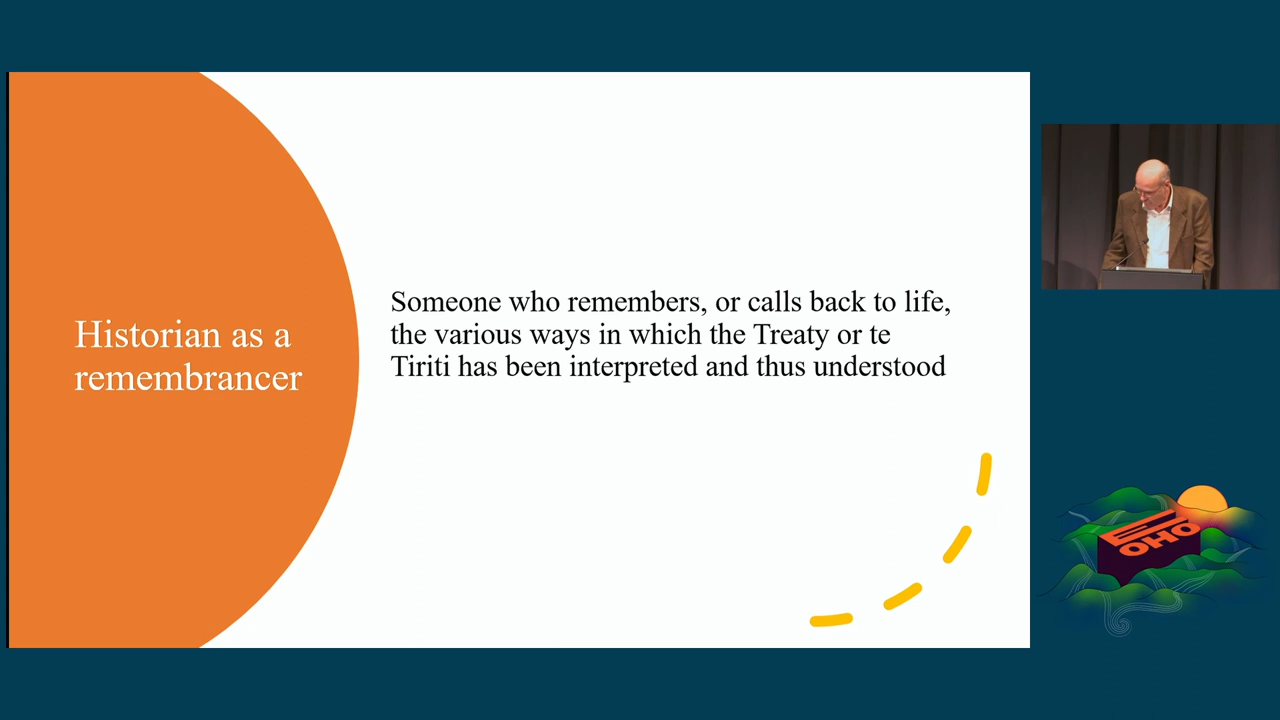 Historian as a
remembrancer
Someone who remembers, or calls back to life,
the various ways in which the Treaty or te
Tiriti has been interpreted and thus understood
E
OHO